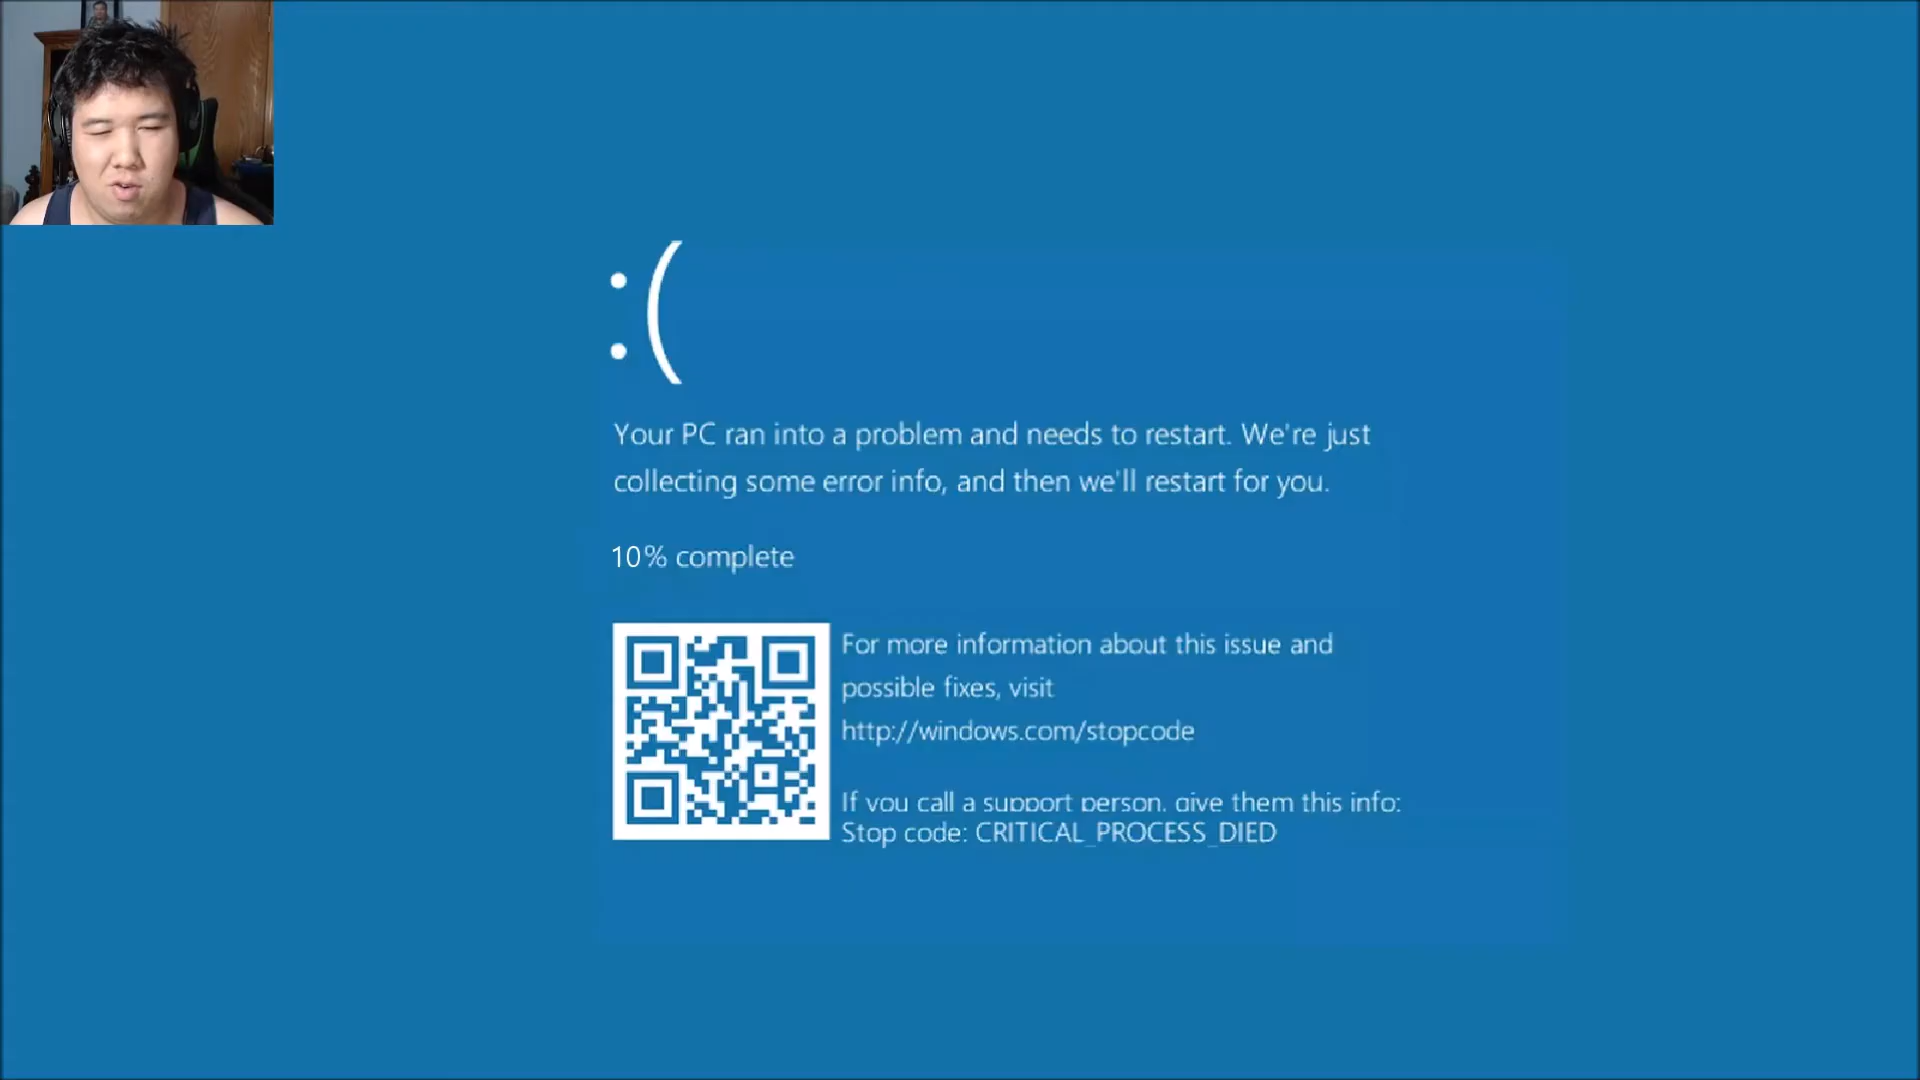 :(
Your PC ran into a problem and needs to restart. We're just
collecting some error info, and then we'll restart for you.
10% complete
For more information about this issue and
possible fixes, visit
http://windows.com/stopcode
If you call a support person, give them this info:
Stop code: CRITICAL_PROCESS_DIED